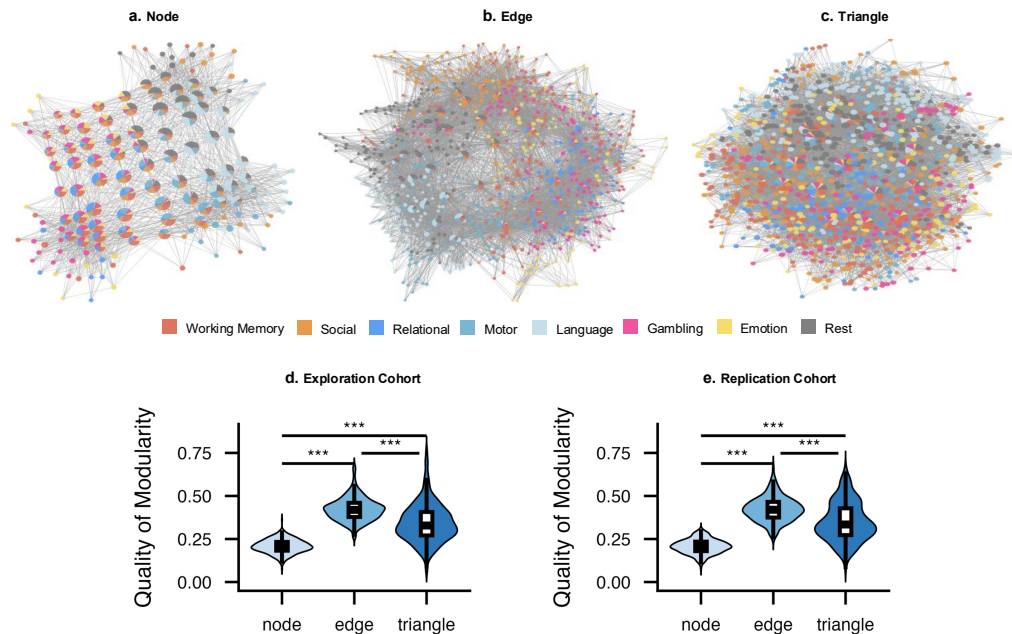 a. Node
b. Edge
c. Triangle
Working Memory
Social
Relational
Motor
Language
Gambling
Emotion
Rest
d. Exploration Cohort
Quality of Modularity
0.75
0.50
0.25
0.00
***
***
***
node
edge
triangle
e. Replication Cohort
Quality of Modularity
0.75
0.50
0.25
0.00
***
***
***
node
edge
triangle